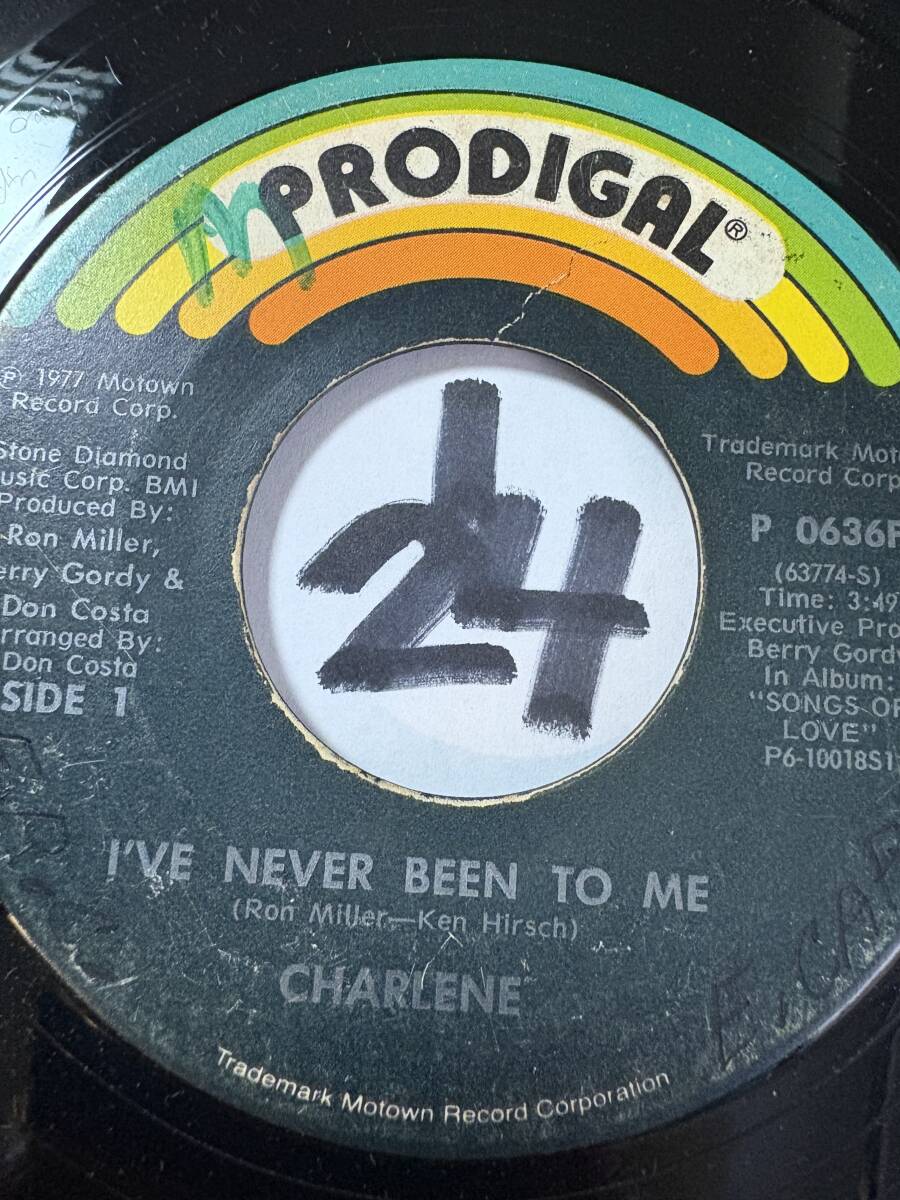 PRODIGAL®
m
℗ 1977 Motown
Record Corp.
Stone Diamond
Music Corp. BMI
Produced By:
Ron Miller,
Berry Gordy &
Don Costa
Arranged By:
Don Costa
SIDE 1
Trademark Mot
Record Corp
P 0636F
(63774-S)
Time: 3:49
Executive Pro
Berry Gordy
In Album:
"SONGS OF
LOVE"
P6-10018S1
24
I'VE NEVER BEEN TO ME
(Ron Miller—Ken Hirsch)
CHARLENE
Trademark Motown Record Corporation